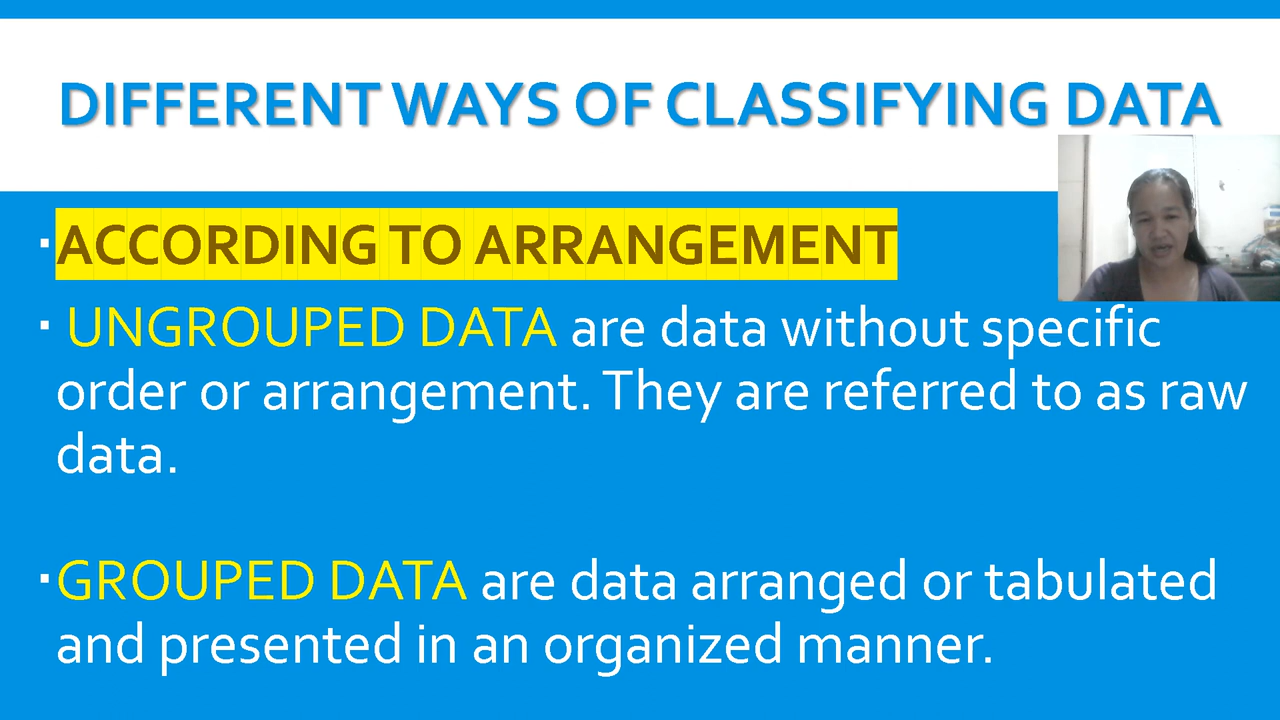 DIFFERENT WAYS OF CLASSIFYING DATA
ACCORDING TO ARRANGEMENT
UNGROUPED DATA are data without specific
order or arrangement. They are referred to as raw
data.
GROUPED DATA are data arranged or tabulated
and presented in an organized manner.